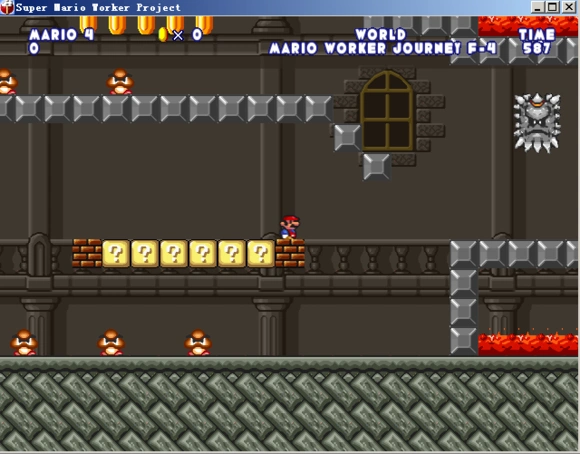 Super Mario Worker Project
MARIO 4 × 0 WORLD TIME
0 MARIO WORKER JOURNEY F-4 587
? ? ? ? ? ?